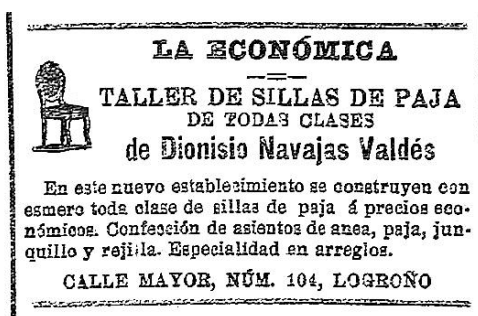 LA ECONÓMICA
TALLER DE SILLAS DE PAJA
DE TODAS CLASES
de Dionisio Navajas Valdés
En este nuevo establecimiento se construyen con
esmero toda clase de sillas de paja á precios eco-
nómicos. Confección de asientos de anea, paja, jun-
quillo y rejilla. Especialidad en arreglos.
CALLE MAYOR, NÚM. 104, LOGROÑO